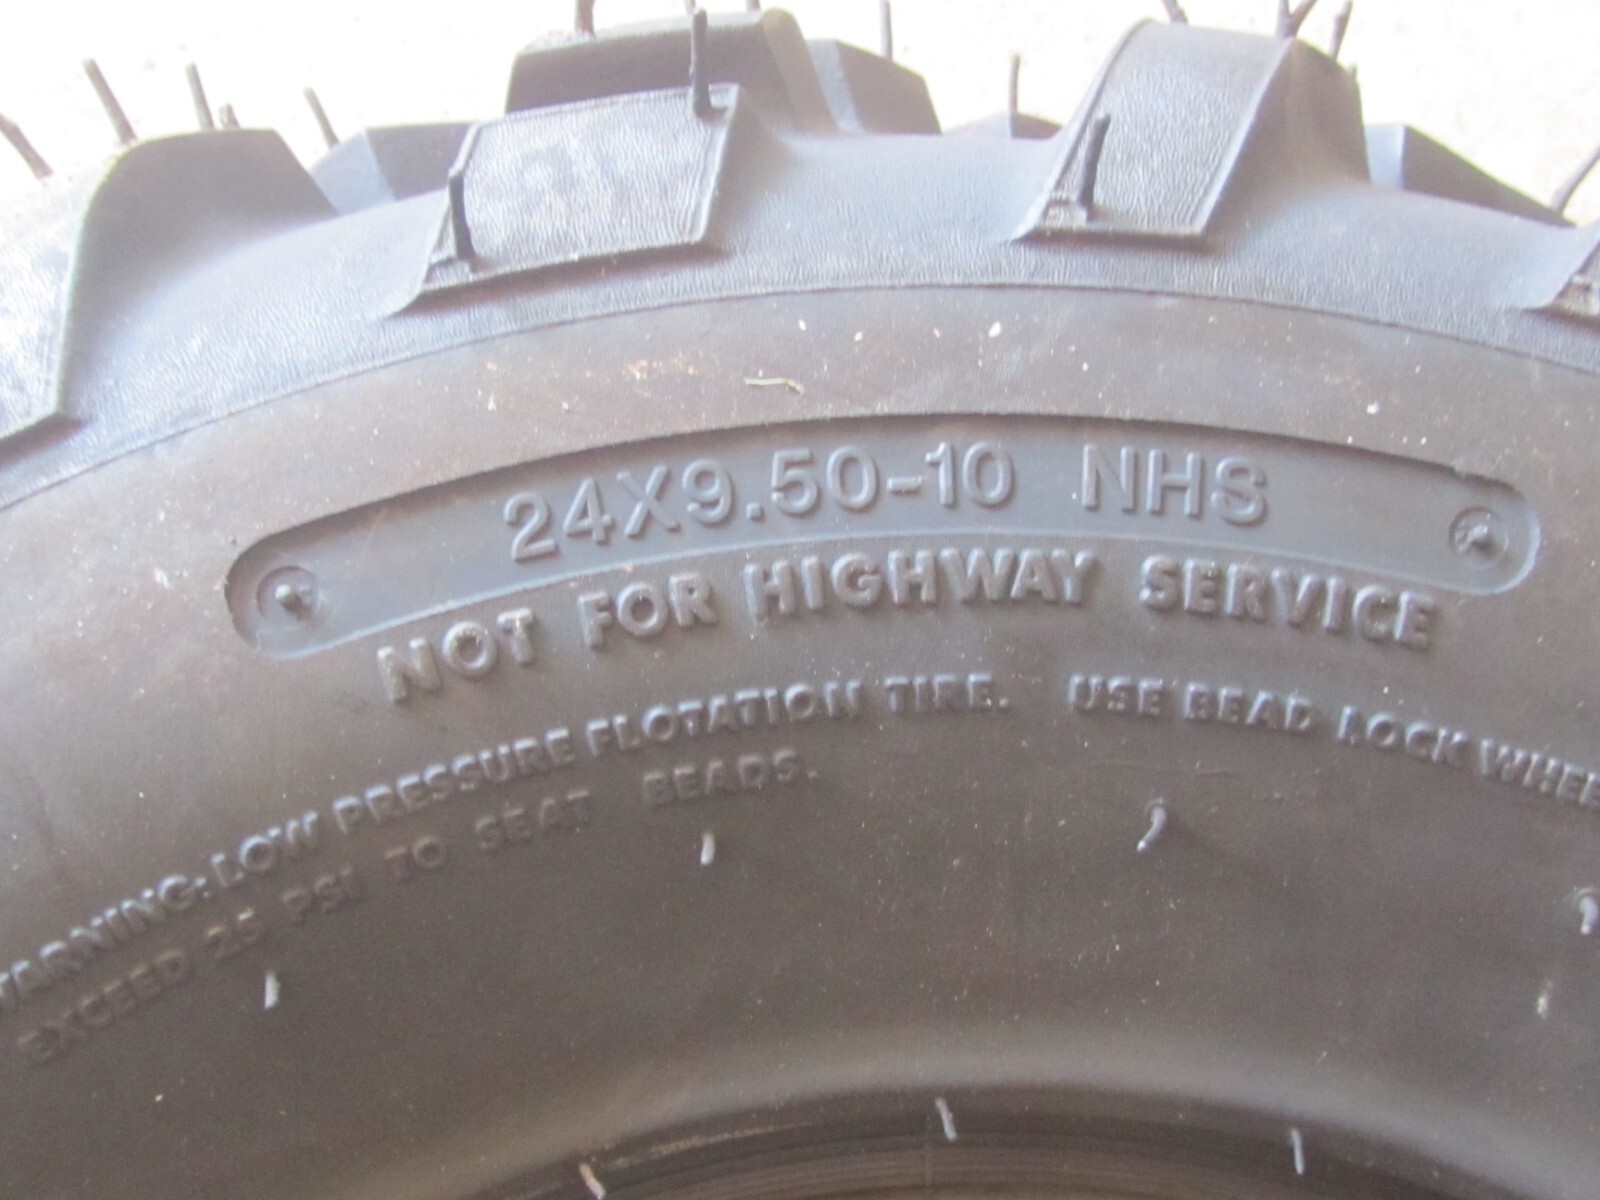 24X9.50-10 NHS
NOT FOR HIGHWAY SERVICE
WARNING: LOW PRESSURE FLOTATION TIRE. USE BEAD LOCK
EXCEED 25 PSI TO SEAT BEADS.